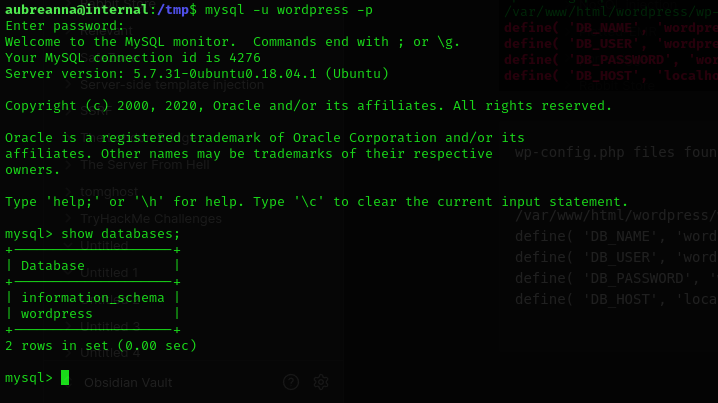 aubreanna@internal:/tmp$ mysql -u wordpress -p
Enter password:
Welcome to the MySQL monitor.  Commands end with ; or \g.
Your MySQL connection id is 4276
Server version: 5.7.31-0ubuntu0.18.04.1 (Ubuntu)
Server-side template injection
Copyright (c) 2000, 2020, Oracle and/or its affiliates. All rights reserved.
Oracle is a registered trademark of Oracle Corporation and/or its
affiliates. Other names may be trademarks of their respective
owners.
The Server From Hell
tomghost
Type 'help;' or '\h' for help. Type '\c' to clear the current input statement.
TryHackMe Challenges
mysql> show databases;
Untitled
+--------------------+
| Database           |
Untitled 1
+--------------------+
| information_schema |
| wordpress          |
+--------------------+
Untitled 3
2 rows in set (0.00 sec)
Untitled 4
mysql>
Obsidian Vault
/var/www/html/wordpress/wp-
define( 'DB_NAME', 'wordpre
define( 'DB_USER', 'wordpre
define( 'DB_PASSWORD', 'wor
define( 'DB_HOST', 'localho
wp-config.php files foun
/var/www/html/wordpress/
define( 'DB_NAME', 'word
define( 'DB_USER', 'word
define( 'DB_PASSWORD', '
define( 'DB_HOST', 'loca